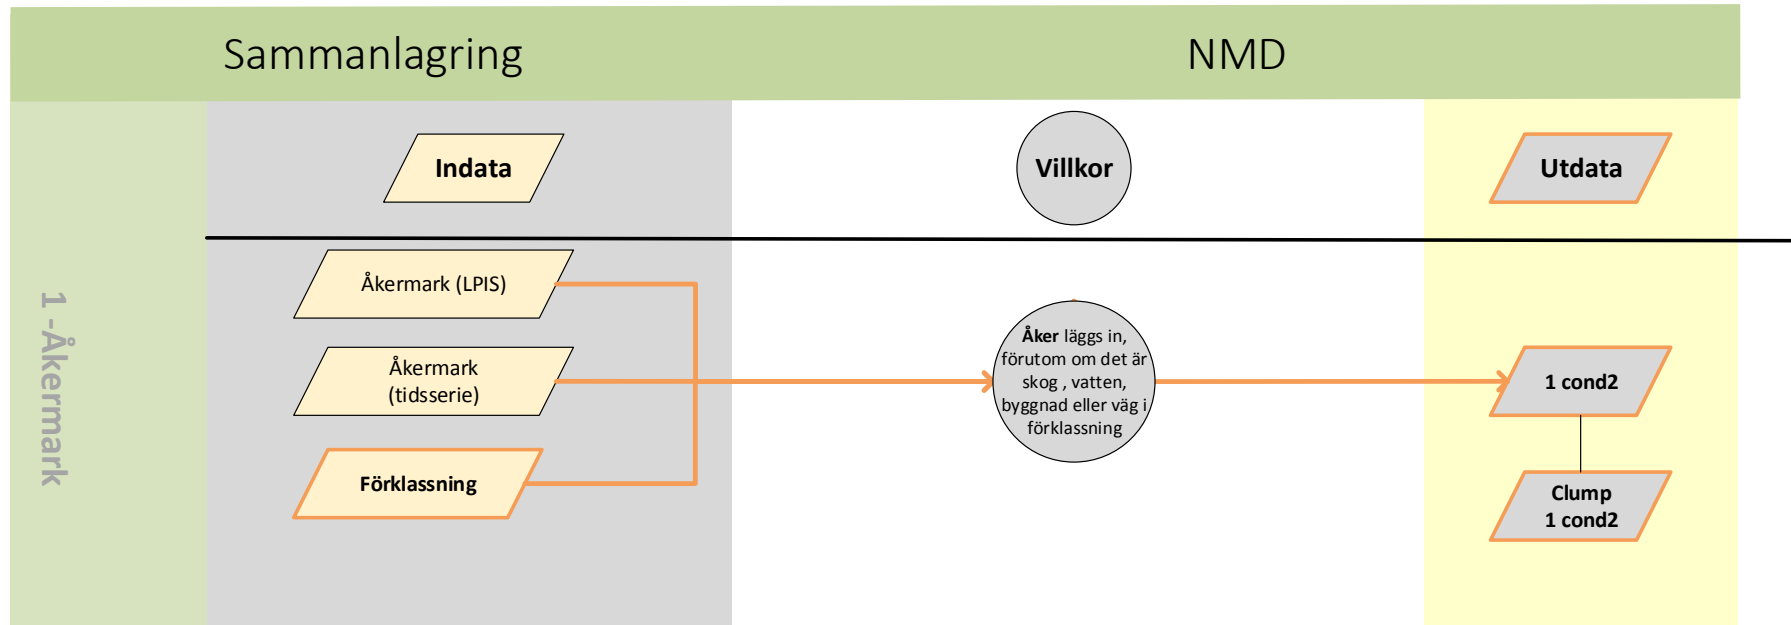 Sammanlagring
NMD
Indata
Villkor
Utdata
1 -Åkermark
Åkermark (LPIS)
Åkermark
(tidsserie)
Förklassning
Åker läggs in,
förutom om det är
skog , vatten,
byggnad eller väg i
förklassning
1 cond2
Clump
1 cond2